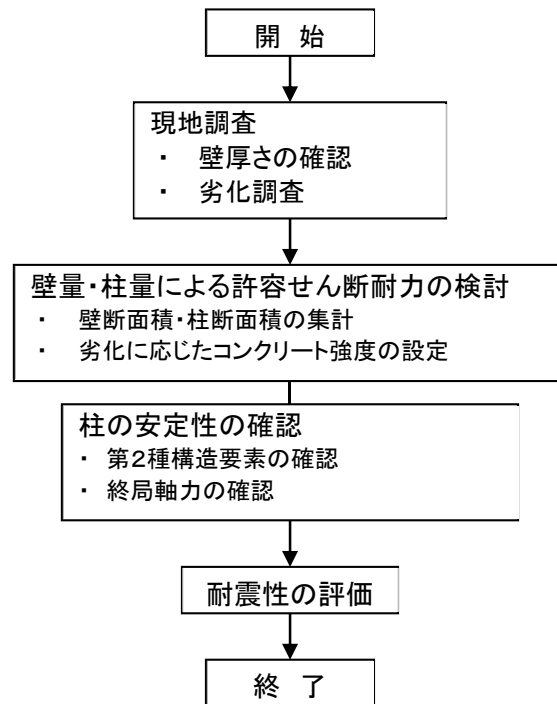 開 始
現地調査
・ 壁厚さの確認
・ 劣化調査
壁量・柱量による許容せん断耐力の検討
・ 壁断面積・柱断面積の集計
・ 劣化に応じたコンクリート強度の設定
柱の安定性の確認
・ 第2種構造要素の確認
・ 終局軸力の確認
耐震性の評価
終 了